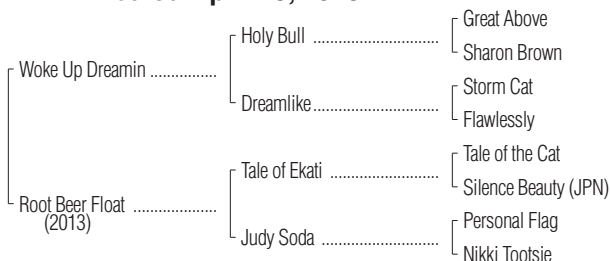 Great Above
Holy Bull ................................
Sharon Brown
Woke Up Dreamin ................
Storm Cat
Dreamlike ................................
Flawlessly
Tale of the Cat
Tale of Ekati ............................
Silence Beauty (JPN)
Root Beer Float ....................
(2013)
Personal Flag
Judy Soda ..............................
Nikki Tootsie